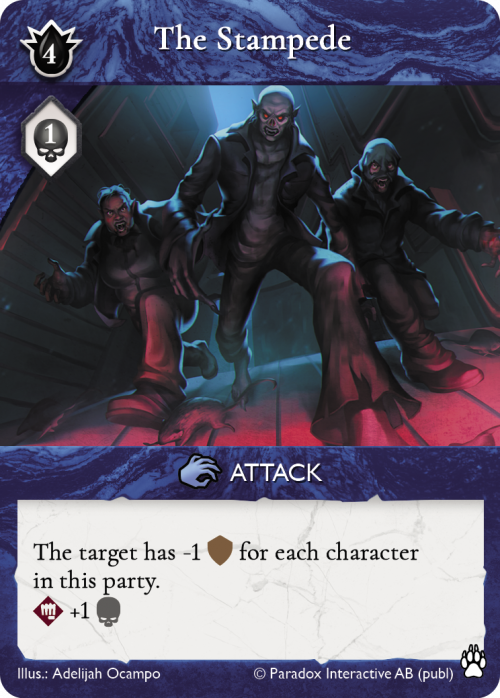 4
The Stampede
1
ATTACK
The target has -1 for each character
in this party.
+1
Illus.: Adelijah Ocampo © Paradox Interactive AB (publ)